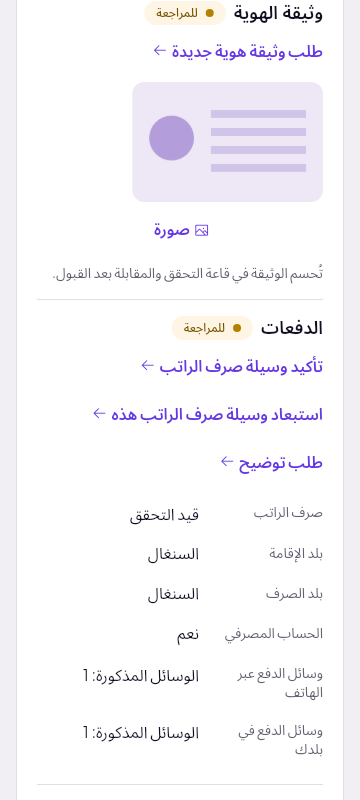 وثيقة الهوية للمراجعة
طلب وثيقة هوية جديدة ←
صورة
تُحسم الوثيقة في قاعة التحقق والمقابلة بعد القبول.
الدفعات للمراجعة
تأكيد وسيلة صرف الراتب ←
استبعاد وسيلة صرف الراتب هذه ←
طلب توضيح ←
صرف الراتب قيد التحقق
بلد الإقامة السنغال
بلد الصرف السنغال
الحساب المصرفي نعم
وسائل الدفع عبر الوسائل المذكورة: 1
الهاتف
وسائل الدفع في الوسائل المذكورة: 1
بلدك